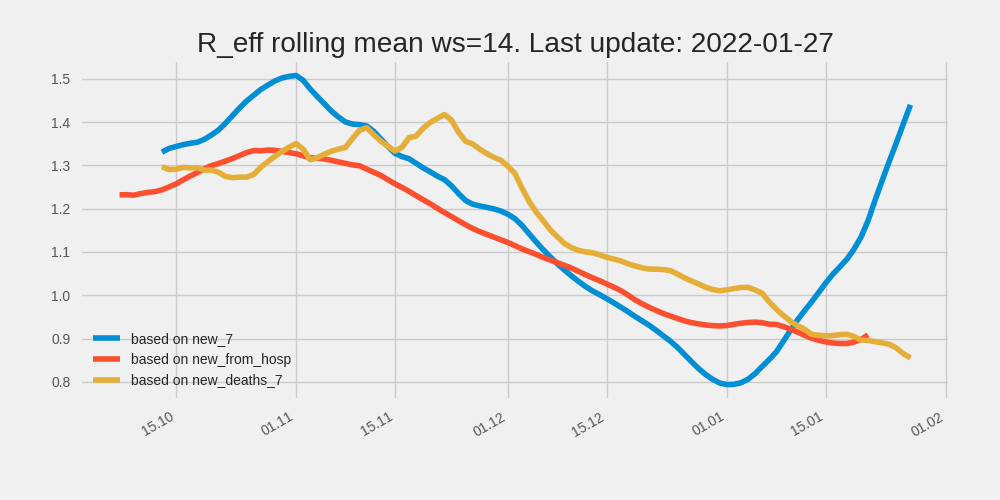 R_eff rolling mean ws=14. Last update: 2022-01-27
1.5
1.4
1.3
1.2
1.1
1.0
0.9
0.8
based on new_7
based on new_from_hosp
based on new_deaths_7
15.10 01.11 15.11 01.12 15.12 01.01 15.01 01.02